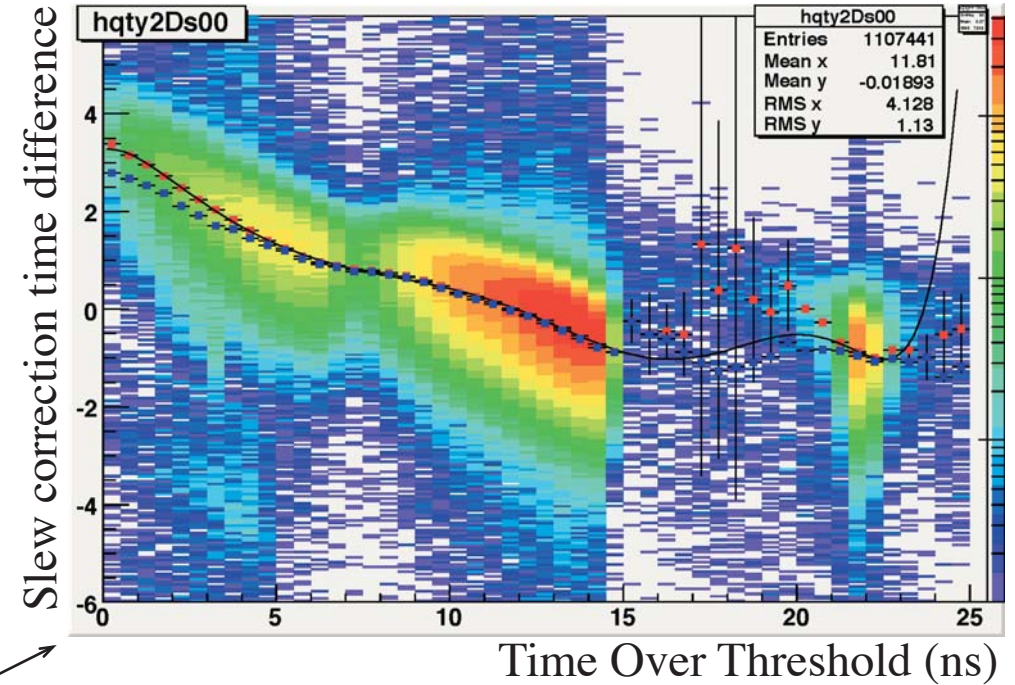 Slew correction time difference
hqty2Ds00
hqty2Ds00
Entries 1107441
Mean x 11.81
Mean y -0.01893
RMS x 4.128
RMS y 1.13
4
2
0
-2
-4
-6
0 5 10 15 20 25
Time Over Threshold (ns)